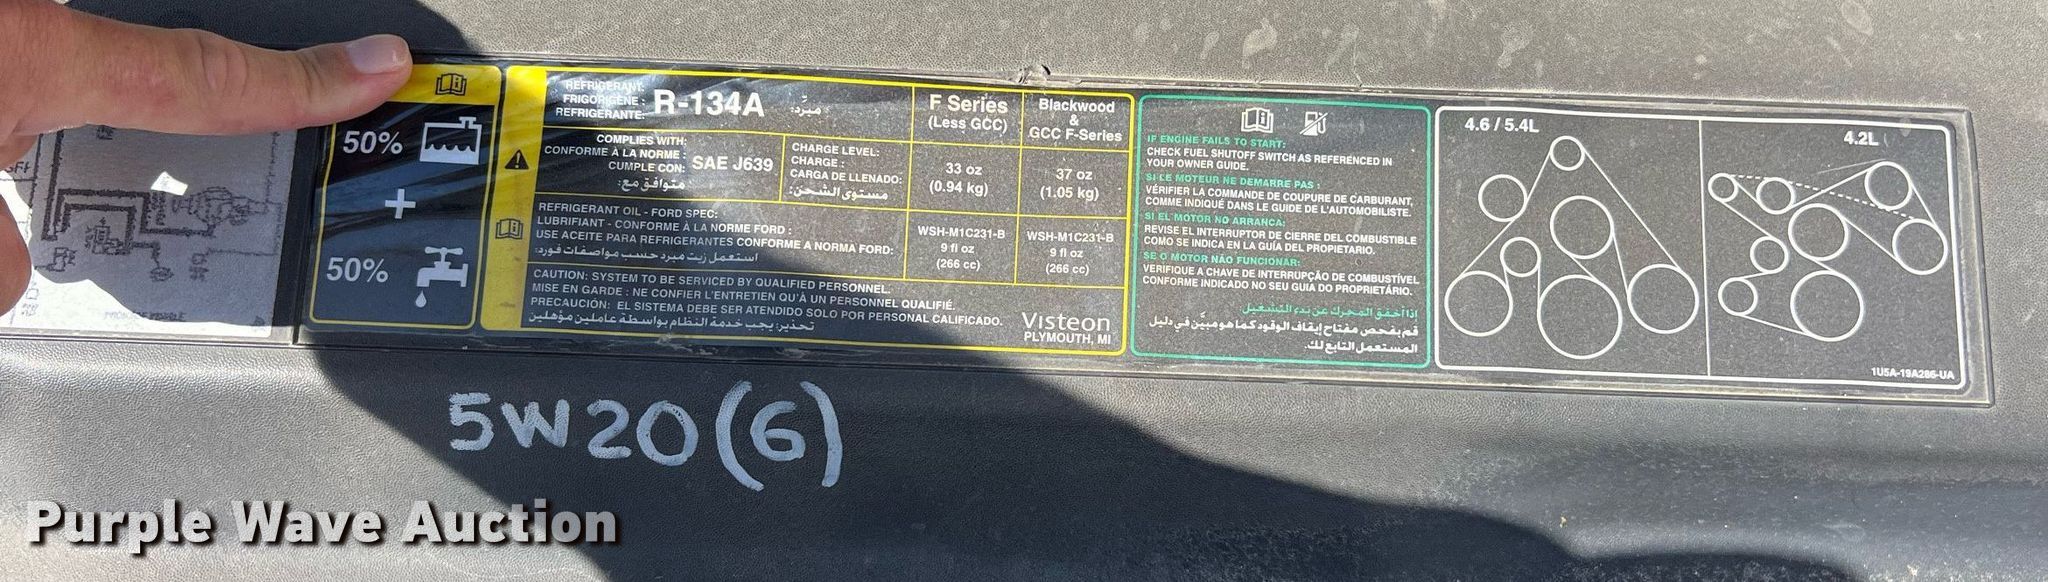 50%
+
50%
REFRIGERANT:
FRIGORIGÈNE :
REFRIGERANTE:
R-134A
مبرّد:
F Series
(Less GCC)
Blackwood
&
GCC F-Series
COMPLIES WITH:
CONFORME À LA NORME :
CUMPLE CON:
متوافق مع:
SAE J639
CHARGE LEVEL:
CHARGE :
CARGA DE LLENADO:
مستوى الشحن:
33 oz
(0.94 kg)
37 oz
(1.05 kg)
REFRIGERANT OIL - FORD SPEC:
LUBRIFIANT - CONFORME À LA NORME FORD :
USE ACEITE PARA REFRIGERANTES CONFORME A NORMA FORD:
استعمل زيت مبرد حسب مواصفات فورد:
WSH-M1C231-B
9 fl oz
(266 cc)
WSH-M1C231-B
9 fl oz
(266 cc)
CAUTION: SYSTEM TO BE SERVICED BY QUALIFIED PERSONNEL.
MISE EN GARDE : NE CONFIER L'ENTRETIEN QU'À UN PERSONNEL QUALIFIÉ.
PRECAUCIÓN: EL SISTEMA DEBE SER ATENDIDO SOLO POR PERSONAL CALIFICADO.
تحذير: يجب خدمة النظام بواسطة عاملين مؤهلين
Visteon
PLYMOUTH, MI
IF ENGINE FAILS TO START:
CHECK FUEL SHUTOFF SWITCH AS REFERENCED IN
YOUR OWNER GUIDE.
SI LE MOTEUR NE DEMARRE PAS :
VÉRIFIER LA COMMANDE DE COUPURE DE CARBURANT,
COMME INDIQUÉ DANS LE GUIDE DE L'AUTOMOBILISTE.
SI EL MOTOR NO ARRANCA:
REVISE EL INTERRUPTOR DE CIERRE DEL COMBUSTIBLE
COMO SE INDICA EN LA GUÍA DEL PROPIETARIO.
SE O MOTOR NÃO FUNCIONAR:
VERIFIQUE A CHAVE DE INTERRUPÇÃO DE COMBUSTÍVEL
CONFORME INDICADO NO SEU GUIA DO PROPRIETÁRIO.
اذا أخفق المحرك عن بدء التشغيل
قم بفحص مفتاح إيقاف الوقود كما هو مبيّن في دليل
المستعمل التابع لك.
4.6 / 5.4L
4.2L
1U5A-19A286-UA
5W20(6)
Purple Wave Auction